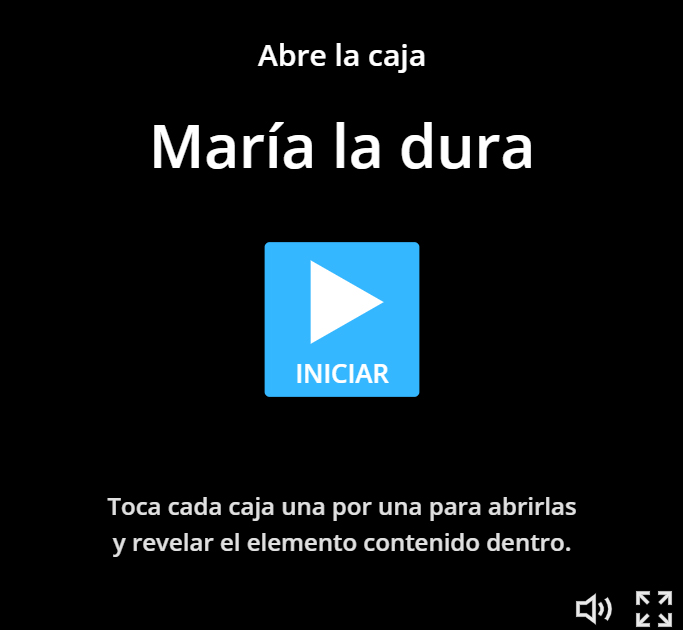 Abre la caja
María la dura
INICIAR
Toca cada caja una por una para abrirlas
y revelar el elemento contenido dentro.